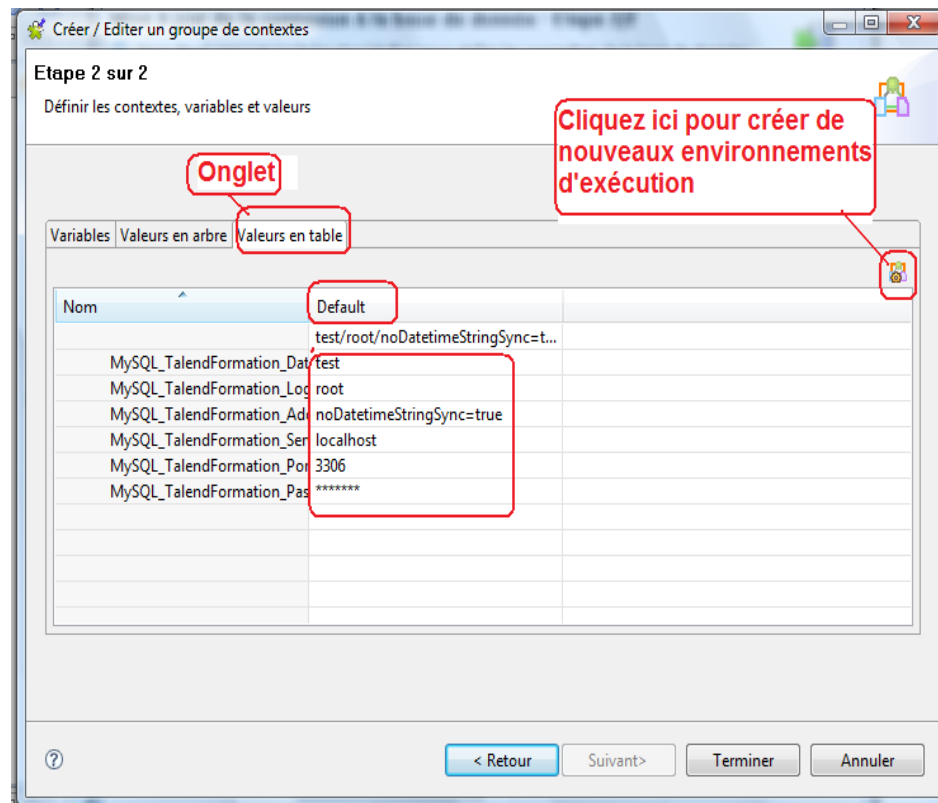 Créer / Editer un groupe de contextes
Etape 2 sur 2
Définir les contextes, variables et valeurs
Cliquez ici pour créer de
nouveaux environnements
d'exécution
Onglet
Variables Valeurs en arbre Valeurs en table
Nom Default
test/root/noDatetimeStringSync=t...
MySQL_TalendFormation_Dat test
MySQL_TalendFormation_Log root
MySQL_TalendFormation_Ad noDatetimeStringSync=true
MySQL_TalendFormation_Ser localhost
MySQL_TalendFormation_Por 3306
MySQL_TalendFormation_Pas *******
< Retour Suivant> Terminer Annuler